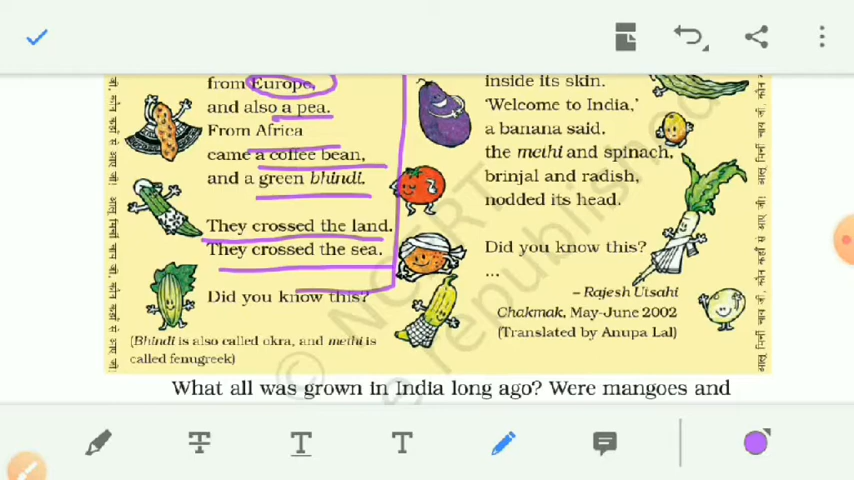 from Europe,
and also a pea.
From Africa
came a coffee bean,
and a green bhindi.
They crossed the land.
They crossed the sea.
Did you know this?
(Bhindi is also called okra, and methi is
called fenugreek)
inside its skin.
‘Welcome to India,’
a banana said.
the methi and spinach,
brinjal and radish,
nodded its head.
Did you know this?
...
– Rajesh Utsahi
Chakmak, May-June 2002
(Translated by Anupa Lal)
© NCERT
republished
What all was grown in India long ago? Were mangoes and